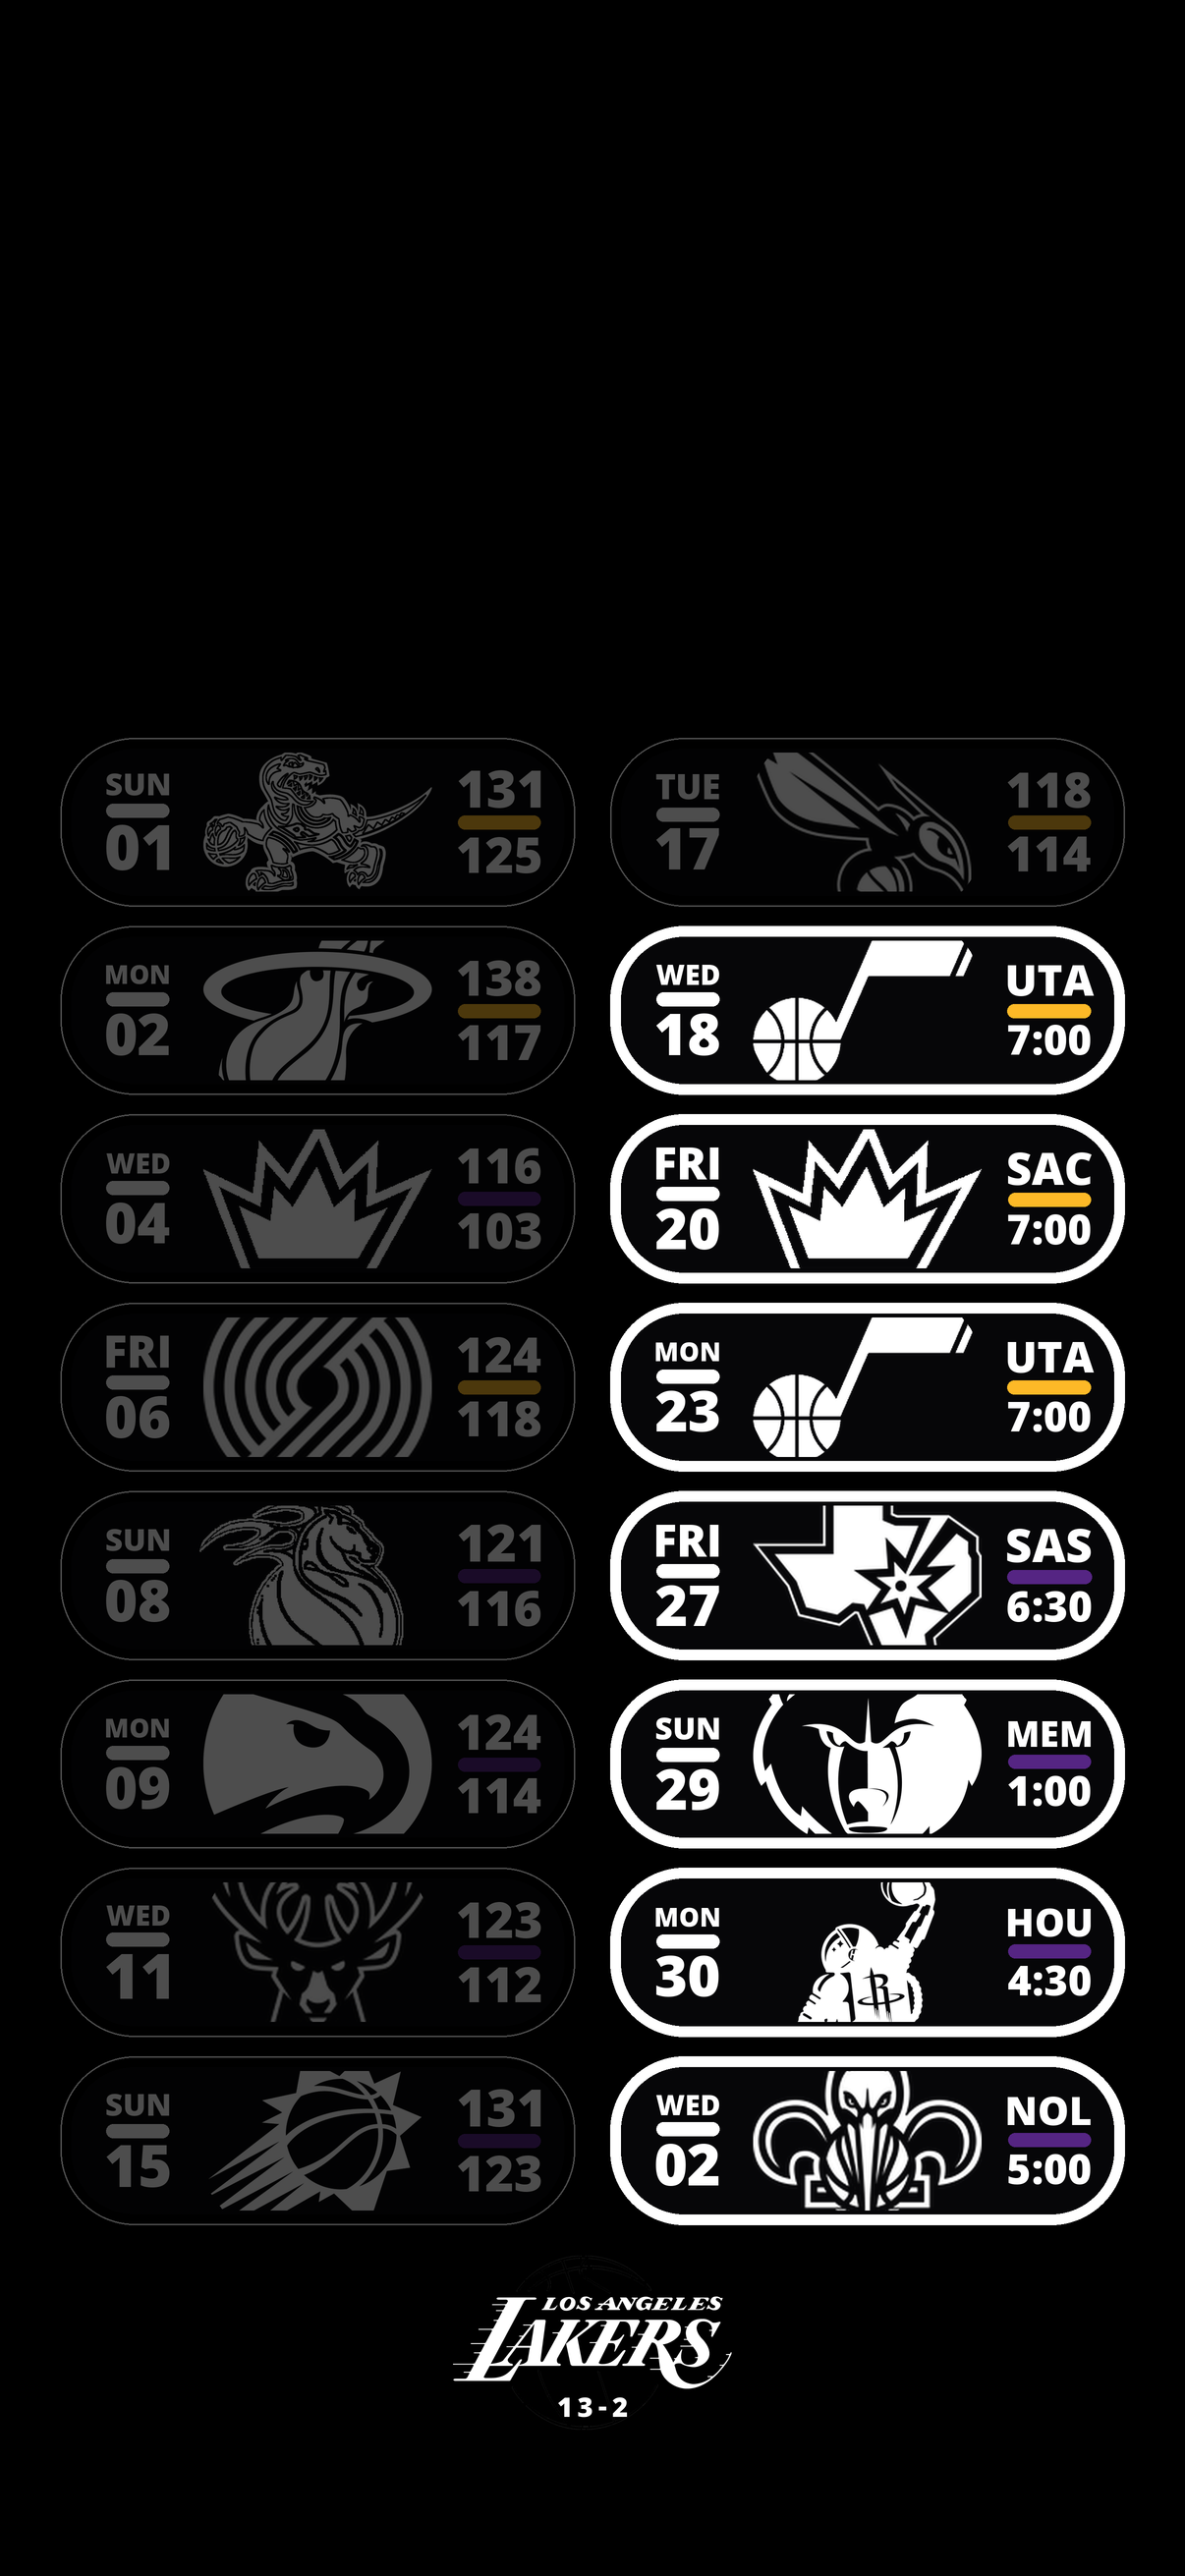 SUN
01
131
125
MON
02
138
117
WED
04
116
103
FRI
06
124
118
SUN
08
121
116
MON
09
124
114
WED
11
123
112
SUN
15
131
123
TUE
17
118
114
WED
18
UTA
7:00
FRI
20
SAC
7:00
MON
23
UTA
7:00
FRI
27
SAS
6:30
SUN
29
MEM
1:00
MON
30
HOU
4:30
R
WED
02
NOL
5:00
LOS ANGELES
LAKERS
13-2